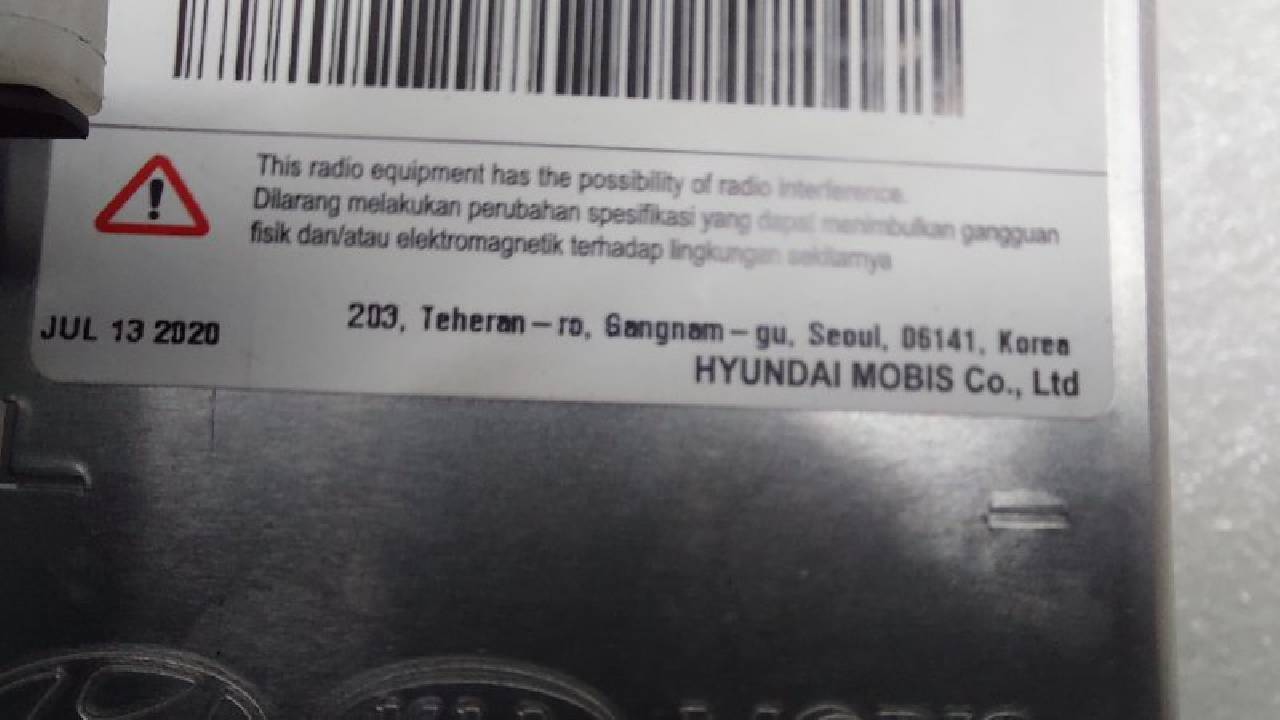 This radio equipment has the possibility of radio interference.
Dilarang melakukan perubahan spesifikasi yang dapat menimbulkan gangguan
fisik dan/atau elektromagnetik terhadap lingkungan sekitarnya
JUL 13 2020
203, Teheran-ro, Gangnam-gu, Seoul, 06141, Korea
HYUNDAI MOBIS Co., Ltd